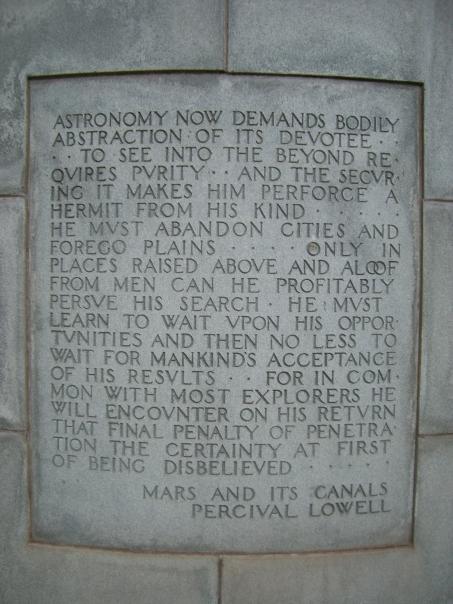 ASTRONOMY NOW DEMANDS BODILY
ABSTRACTION OF ITS DEVOTEE · ·
· · TO SEE INTO THE BEYOND RE·
QVIRES PVRITY · · AND THE SECVR·
ING IT MAKES HIM PERFORCE A
HERMIT FROM HIS KIND · · · · ·
HE MVST ABANDON CITIES AND
FOREGO PLAINS · · · · ONLY IN
PLACES RAISED ABOVE AND ALOOF
FROM MEN CAN HE PROFITABLY
PERSVE HIS SEARCH · HE MVST
LEARN TO WAIT VPON HIS OPPOR·
TVNITIES AND THEN NO LESS TO
WAIT FOR MANKIND'S ACCEPTANCE
OF HIS RESVLTS · · FOR IN COM·
MON WITH MOST EXPLORERS HE
WILL ENCOUNTER ON HIS RETVRN
THAT FINAL PENALTY OF PENETRA·
TION THE CERTAINTY AT FIRST
OF BEING DISBELIEVED · · · · ·
MARS AND ITS CANALS
PERCIVAL LOWELL